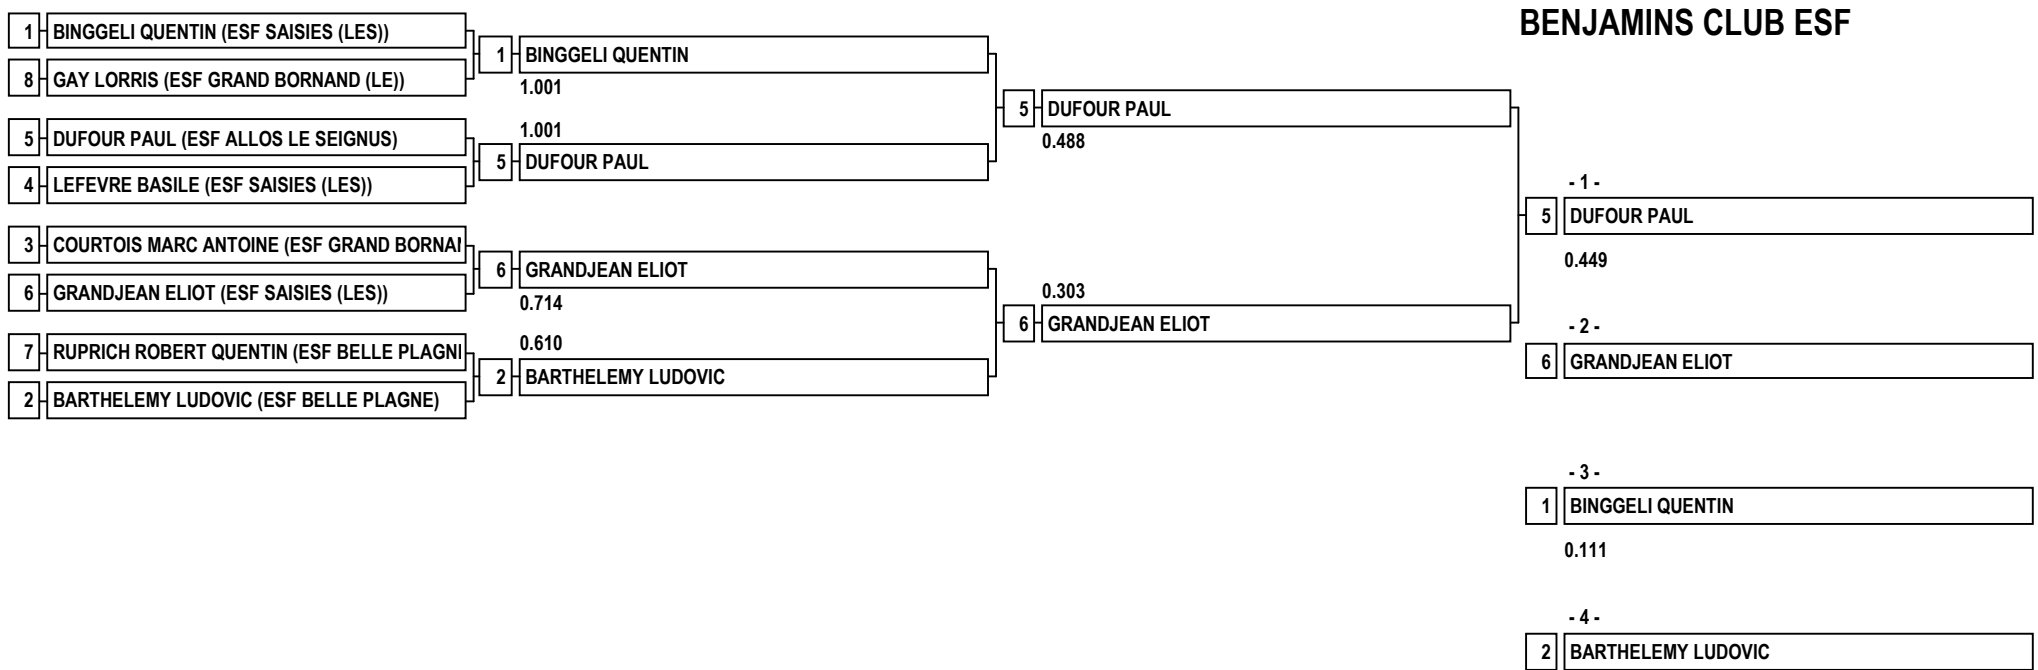 BENJAMINS CLUB ESF
1 BINGGELI QUENTIN (ESF SAISIES (LES))
8 GAY LORRIS (ESF GRAND BORNAND (LE))
5 DUFOUR PAUL (ESF ALLOS LE SEIGNUS)
4 LEFEVRE BASILE (ESF SAISIES (LES))
3 COURTOIS MARC ANTOINE (ESF GRAND
6 GRANDJEAN ELIOT (ESF SAISIES (LES))
7 RUPRICH ROBERT QUENTIN (ESF BELLE
2 BARTHELEMY LUDOVIC (ESF BELLE PLAGNE)
1 BINGGELI QUENTIN
1.001
1.001
5 DUFOUR PAUL
6 GRANDJEAN ELIOT
0.714
0.610
2 BARTHELEMY LUDOVIC
5 DUFOUR PAUL
0.488
0.303
6 GRANDJEAN ELIOT
- 1 -
5 DUFOUR PAUL
0.449
- 2 -
6 GRANDJEAN ELIOT
- 3 -
1 BINGGELI QUENTIN
0.111
- 4 -
2 BARTHELEMY LUDOVIC